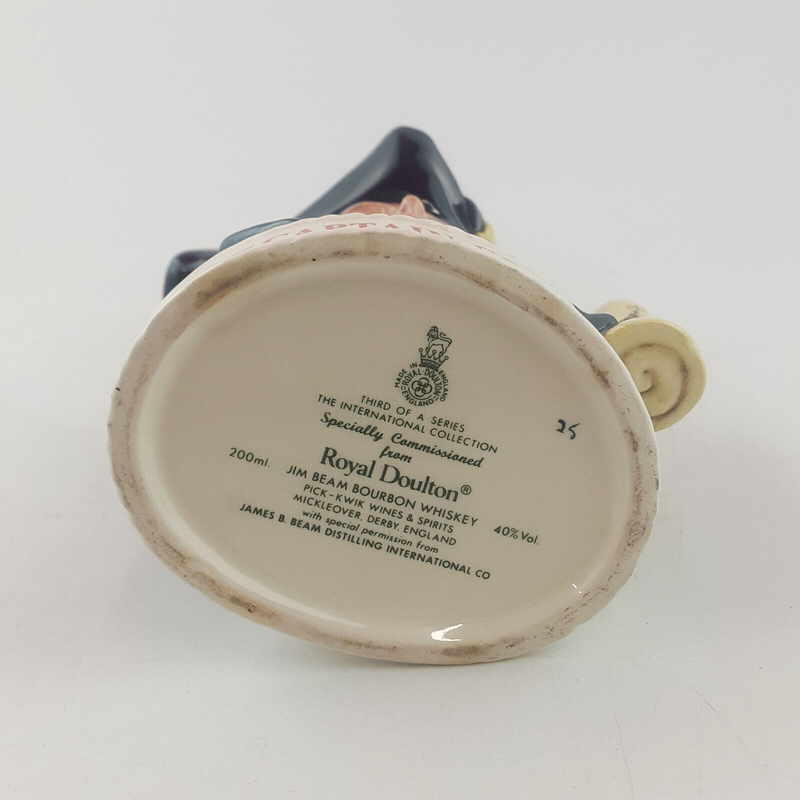 CAPTAIN
MADE IN ENGLAND
ROYAL DOULTON
ENGLAND
THIRD OF A SERIES
THE INTERNATIONAL COLLECTION
Specially Commissioned
from
Royal Doulton®
200ml. JIM BEAM BOURBON WHISKEY 40% Vol.
PICK-KWIK WINES & SPIRITS
MICKLEOVER, DERBY, ENGLAND
with special permission from
JAMES B. BEAM DISTILLING INTERNATIONAL CO
25